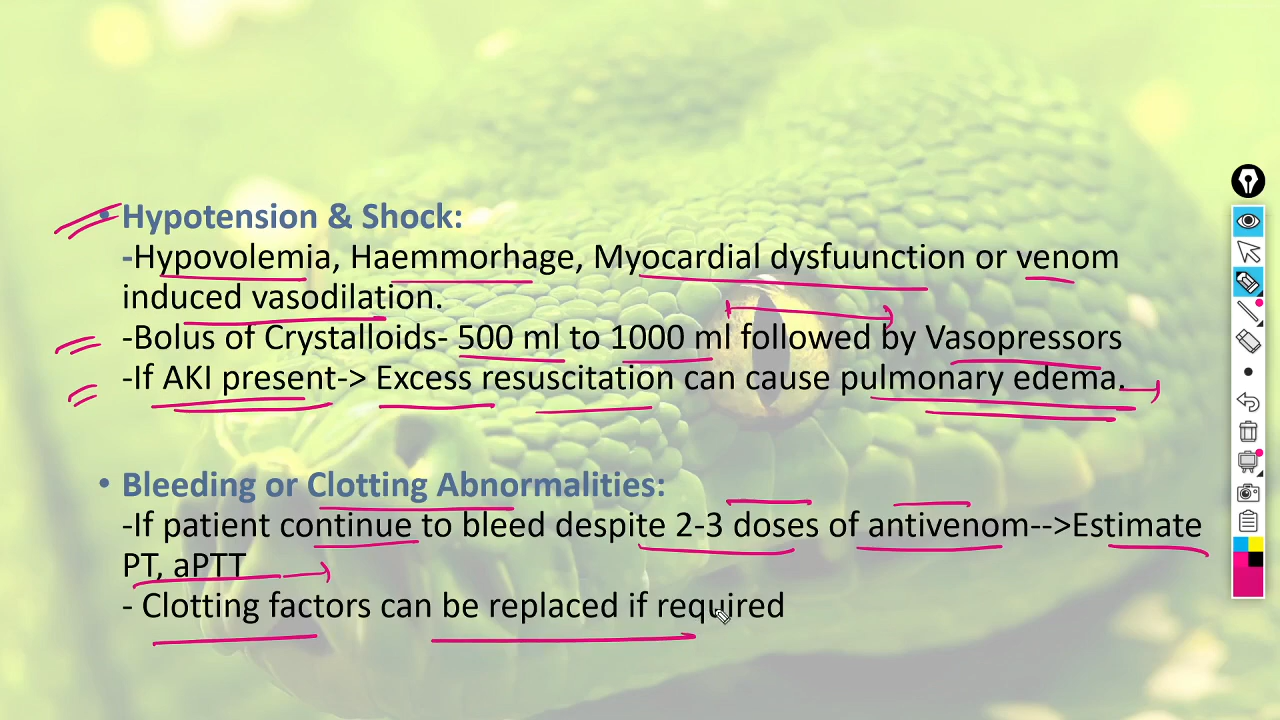 • Hypotension & Shock:
-Hypovolemia, Haemmorhage, Myocardial dysfuunction or venom
induced vasodilation.
-Bolus of Crystalloids- 500 ml to 1000 ml followed by Vasopressors
-If AKI present-> Excess resuscitation can cause pulmonary edema.
• Bleeding or Clotting Abnormalities:
-If patient continue to bleed despite 2-3 doses of antivenom-->Estimate
PT, aPTT
- Clotting factors can be replaced if required